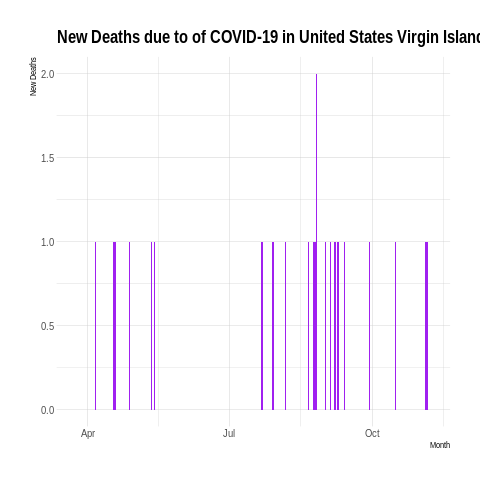 New Deaths due to of COVID-19 in United States Virgin Island
New Deaths
2.0
1.5
1.0
0.5
0.0
Apr
Jul
Oct
Month